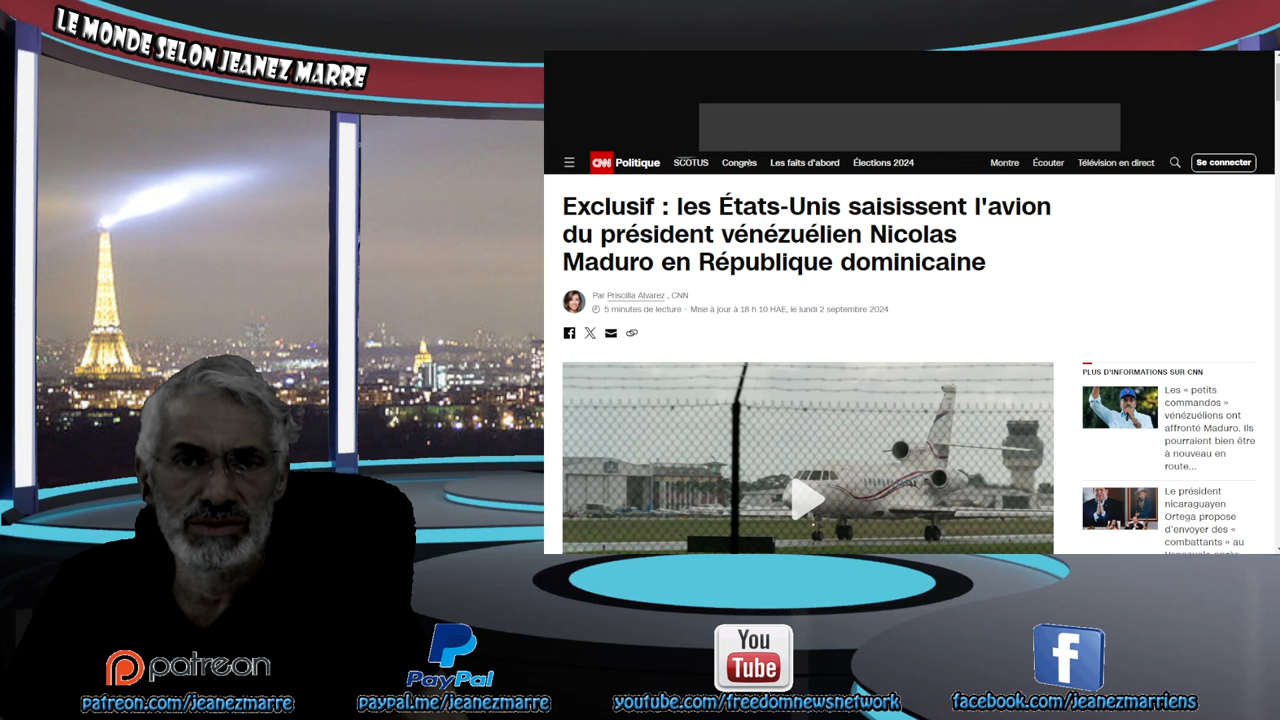 LE MONDE SELON JEANEZ MARRE
CNN Politique SCOTUS Congrès Les faits d'abord Élections 2024 Montre Écouter Télévision en direct Se connecter
Exclusif : les États-Unis saisissent l'avion
du président vénézuélien Nicolas
Maduro en République dominicaine
Par Priscilla Alvarez , CNN
5 minutes de lecture · Mise à jour à 18 h 10 HAE, le lundi 2 septembre 2024
PLUS D'INFORMATIONS SUR CNN
Les « petits
commandos »
vénézuéliens ont
affronté Maduro. Ils
pourraient bien être
à nouveau en
route...
Le président
nicaraguayen
Ortega propose
d'envoyer des «
combattants » au
Venezuela après
patreon
patreon.com/jeanezmarre
PayPal
paypal.me/jeanezmarre
You
Tube
youtube.com/freedomnewsnetwork
f
facebook.com/jeanezmarriens